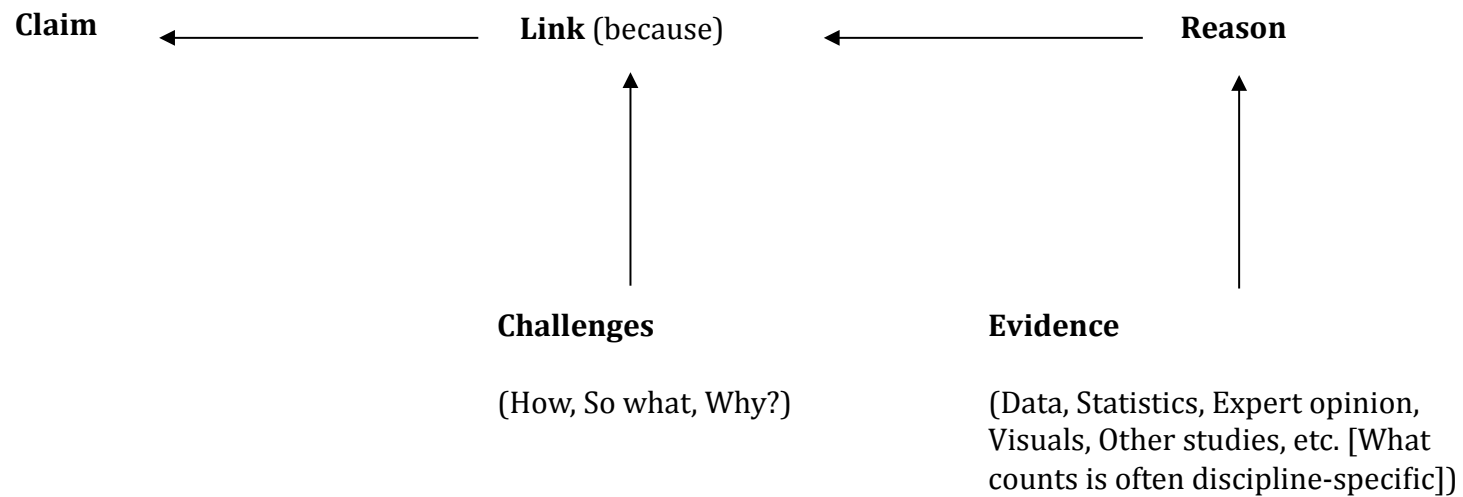 Claim
Link (because)
Reason
Challenges
Evidence
(How, So what, Why?)
(Data, Statistics, Expert opinion,
Visuals, Other studies, etc. [What
counts is often discipline-specific])